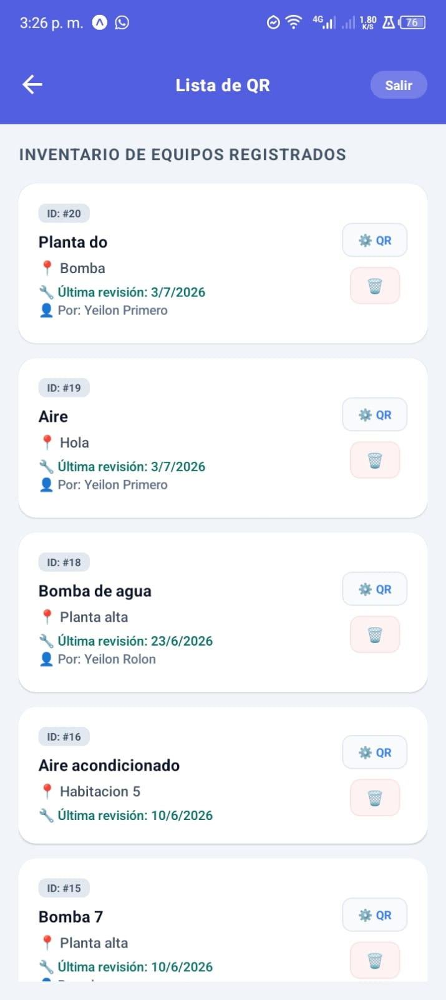 3:26 p. m.
4G
1.80
K/S
76
Lista de QR
Salir
INVENTARIO DE EQUIPOS REGISTRADOS
ID: #20
Planta do
QR
Bomba
Última revisión: 3/7/2026
Por: Yeilon Primero
ID: #19
Aire
QR
Hola
Última revisión: 3/7/2026
Por: Yeilon Primero
ID: #18
Bomba de agua
QR
Planta alta
Última revisión: 23/6/2026
Por: Yeilon Rolon
ID: #16
Aire acondicionado
QR
Habitacion 5
Última revisión: 10/6/2026
ID: #15
Bomba 7
QR
Planta alta
Última revisión: 10/6/2026